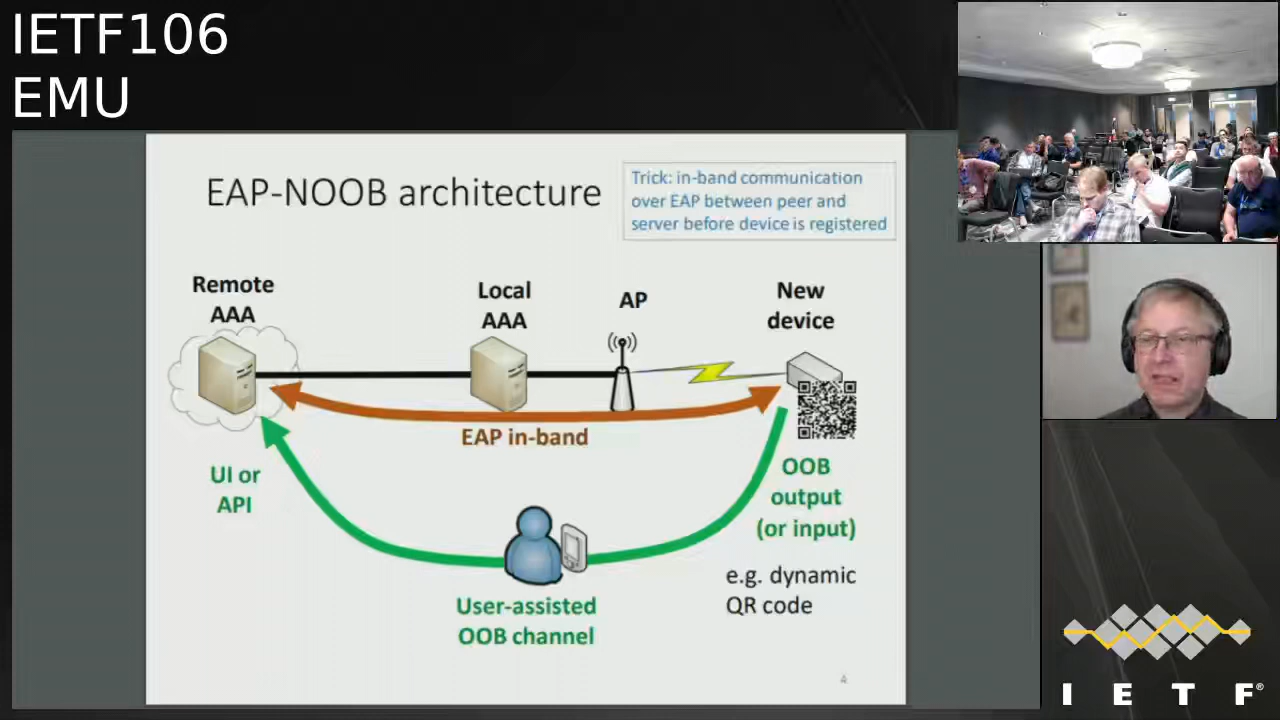 IETF106
EMU
EAP-NOOB architecture
Trick: in-band communication
over EAP between peer and
server before device is registered
Remote
AAA
Local
AAA
AP
New
device
EAP in-band
UI or
API
OOB
output
(or input)
e.g. dynamic
QR code
User-assisted
OOB channel
4
I E T F®